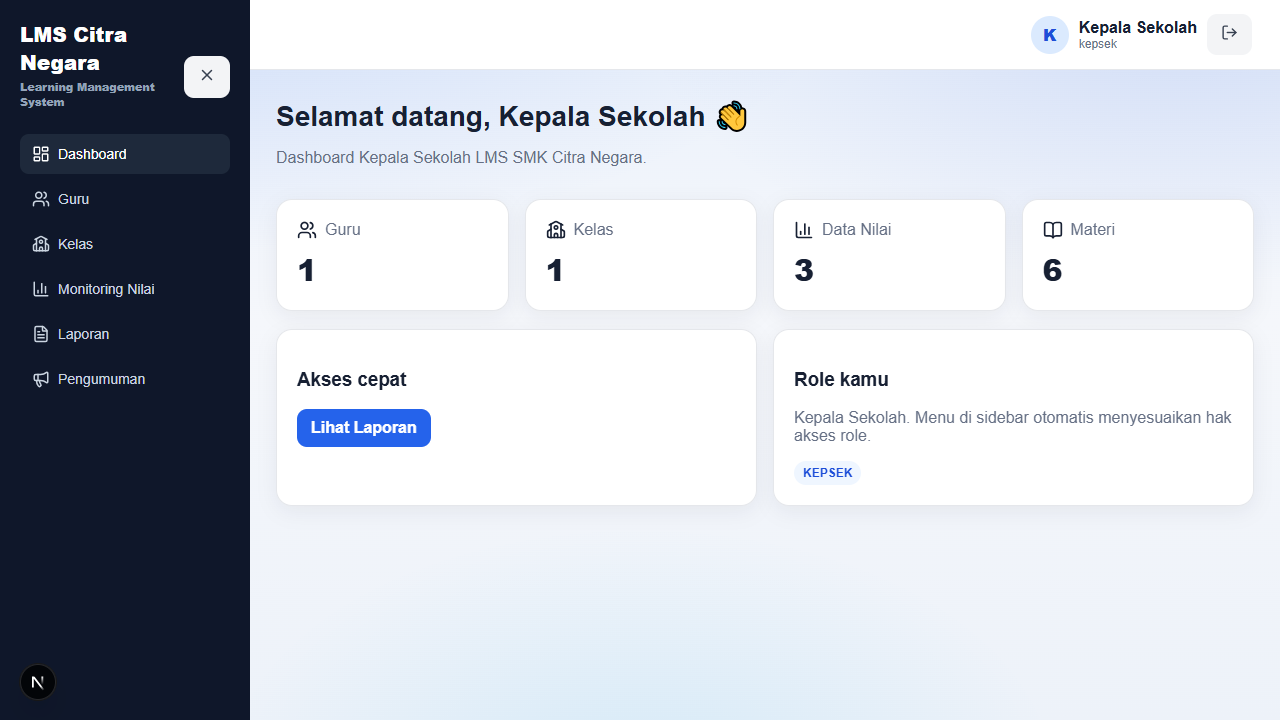 LMS Citra
Negara
Learning Management
System
Dashboard
Guru
Kelas
Monitoring Nilai
Laporan
Pengumuman
N
K
Kepala Sekolah
kepsek
Selamat datang, Kepala Sekolah 👋
Dashboard Kepala Sekolah LMS SMK Citra Negara.
Guru
1
Kelas
1
Data Nilai
3
Materi
6
Akses cepat
Lihat Laporan
Role kamu
Kepala Sekolah. Menu di sidebar otomatis menyesuaikan hak
akses role.
KEPSEK